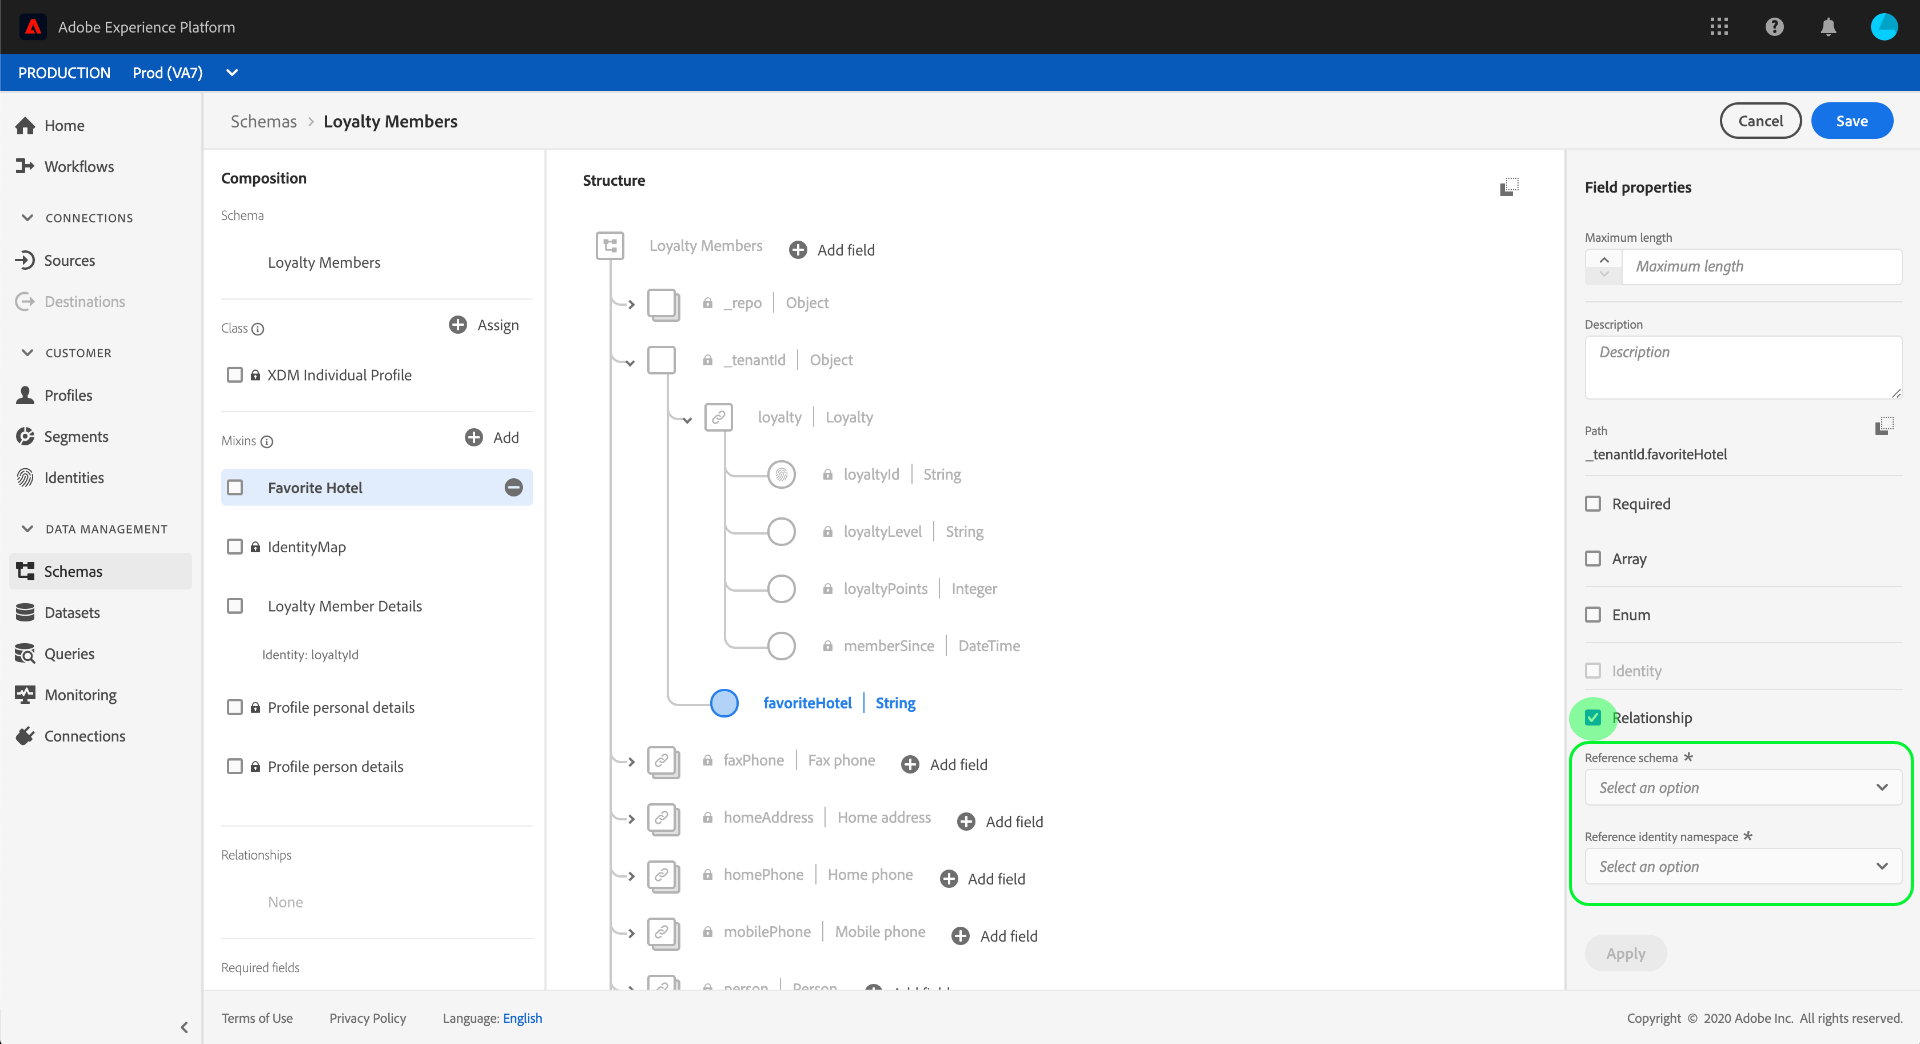 Adobe Experience Platform
PRODUCTION Prod (VA7)
Home
Workflows
CONNECTIONS
Sources
Destinations
CUSTOMER
Profiles
Segments
Identities
DATA MANAGEMENT
Schemas
Datasets
Queries
Monitoring
Connections
Schemas > Loyalty Members
Cancel
Save
Composition
Schema
Loyalty Members
Class
Assign
XDM Individual Profile
Mixins
Add
Favorite Hotel
IdentityMap
Loyalty Member Details
Identity: loyaltyId
Profile personal details
Profile person details
Relationships
None
Required fields
Structure
Loyalty Members Add field
_repo | Object
_tenantId | Object
loyalty | Loyalty
loyaltyId | String
loyaltyLevel | String
loyaltyPoints | Integer
memberSince | DateTime
favoriteHotel | String
faxPhone | Fax phone Add field
homeAddress | Home address Add field
homePhone | Home phone Add field
mobilePhone | Mobile phone Add field
person | Person Add field
Field properties
Maximum length
Maximum length
Description
Description
Path
_tenantId.favoriteHotel
Required
Array
Enum
Identity
Relationship
Reference schema *
Select an option
Reference identity namespace *
Select an option
Apply
Terms of Use Privacy Policy Language: English
Copyright © 2020 Adobe Inc. All rights reserved.